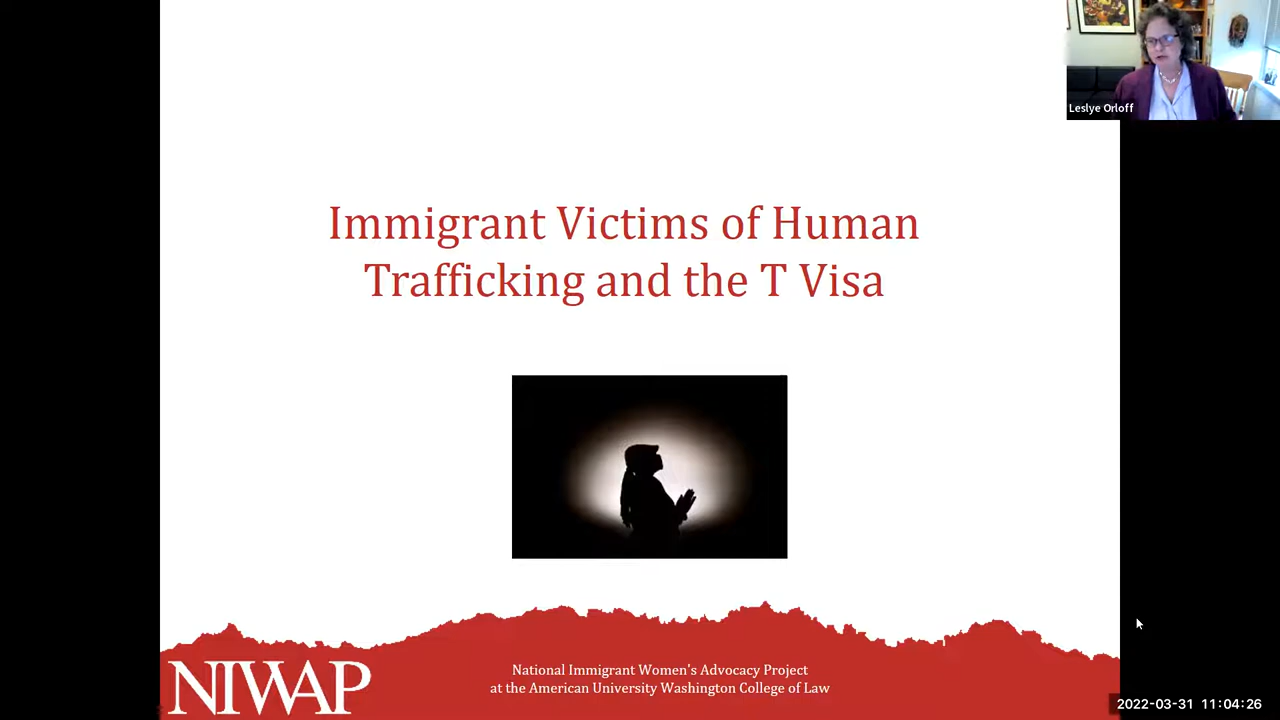 Leslye Orloff
Immigrant Victims of Human
Trafficking and the T Visa
NIWAP
National Immigrant Women's Advocacy Project
at the American University Washington College of Law
2022-03-31 11:04:26